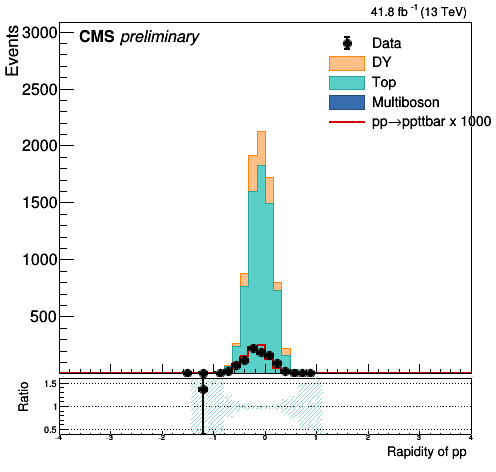 41.8 fb⁻¹ (13 TeV)
CMS preliminary
Events
3000
2500
2000
1500
1000
500
Data
DY
Top
Multiboson
pp→ppttbar x 1000
Ratio
1.5
1
0.5
-4 -3 -2 -1 0 1 2 3 4
Rapidity of pp